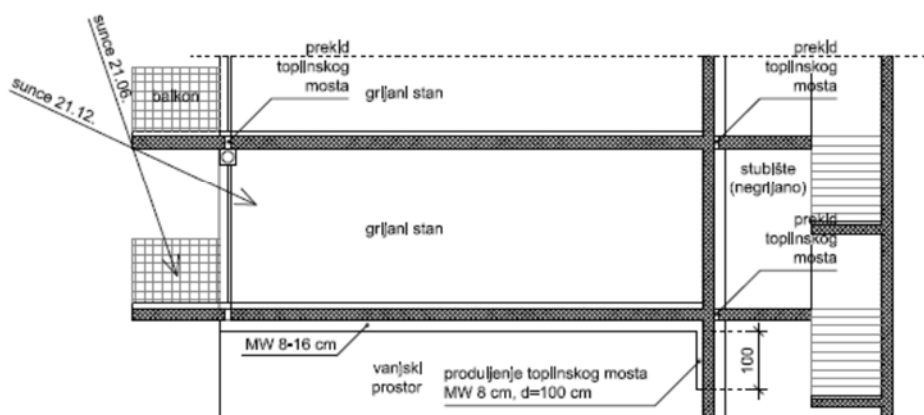 prekid
toplinskog
mosta
prekid
toplinskog
mosta
sunce 21.06.
sunce 21.12.
balkon
grijani stan
stubište
(negrijano)
grijani stan
prekid
toplinskog
mosta
MW 8-16 cm
vanjski
prostor
produljenje toplinskog mosta
MW 8 cm, d=100 cm
100